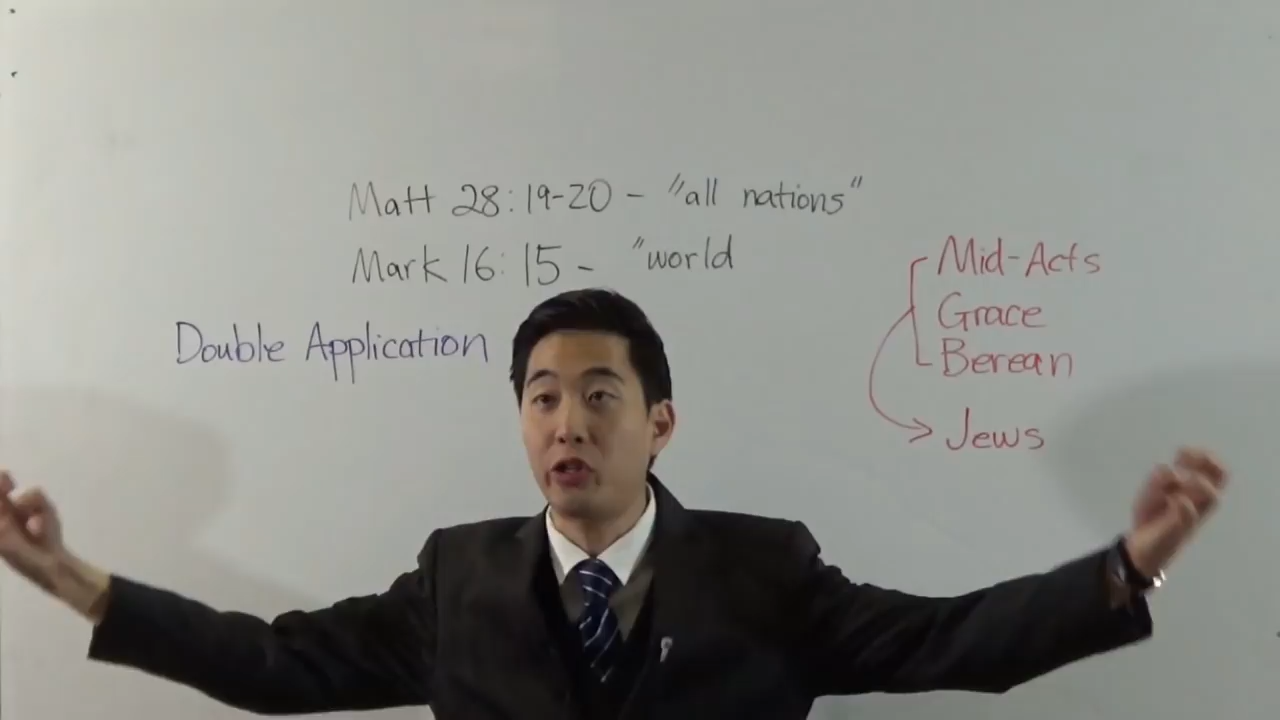 Matt 28:19-20 - "all nations"
Mark 16:15 - "world
Double Application
Mid-Acts
Grace
Berean
Jews